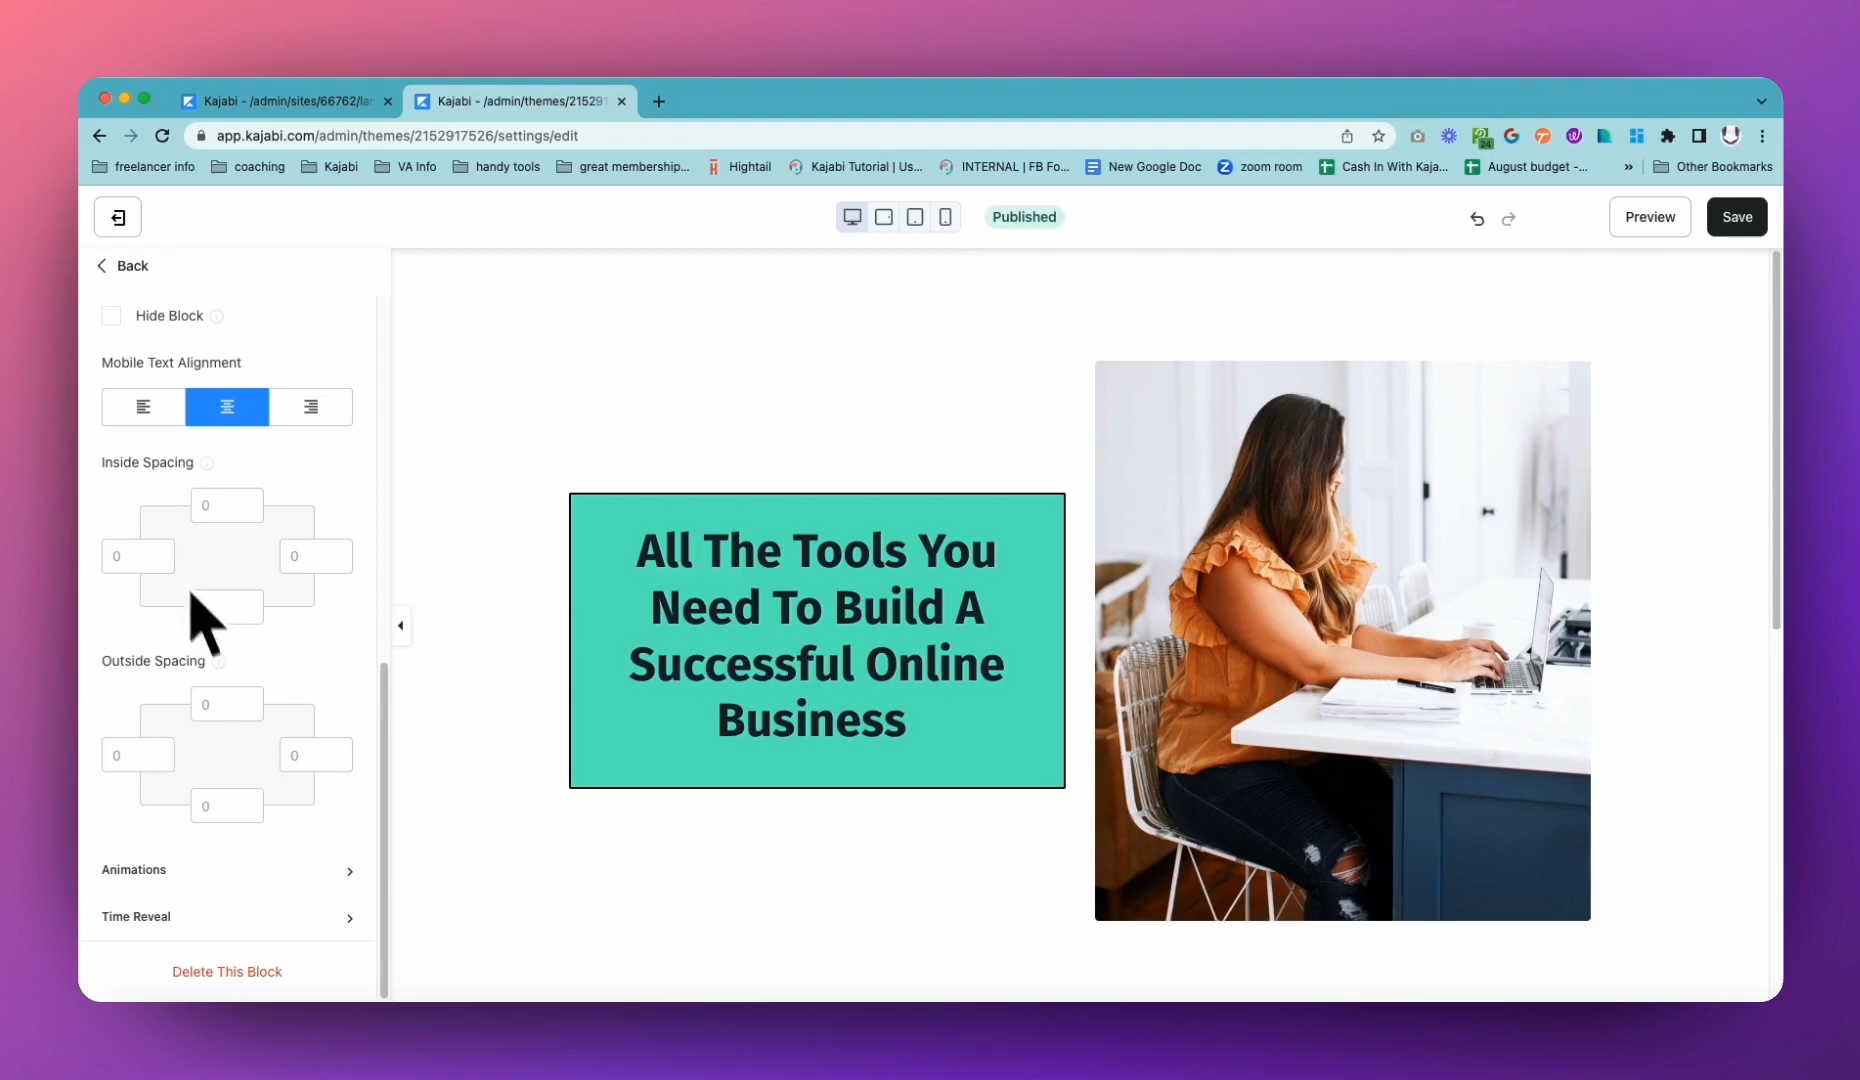 Kajabi - /admin/sites/66762/lan
Kajabi - /admin/themes/215291
app.kajabi.com/admin/themes/2152917526/settings/edit
24
freelancer info
coaching
Kajabi
VA Info
handy tools
great membership...
Hightail
Kajabi Tutorial | Us...
INTERNAL | FB Fo...
New Google Doc
zoom room
Cash In With Kaja...
August budget -...
»
Other Bookmarks
Published
Preview
Save
Back
Hide Block
Mobile Text Alignment
Inside Spacing
0
0
0
Outside Spacing
0
0
0
0
Animations
Time Reveal
Delete This Block
All The Tools You
Need To Build A
Successful Online
Business